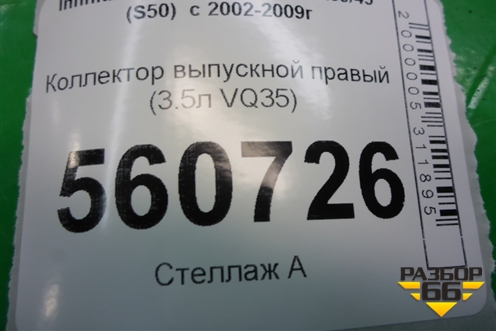 (S50) с 2002-2009г
Коллектор выпускной правый
(3.5л VQ35)
560726
Стеллаж А
2000005311895
РАЗБОР
66